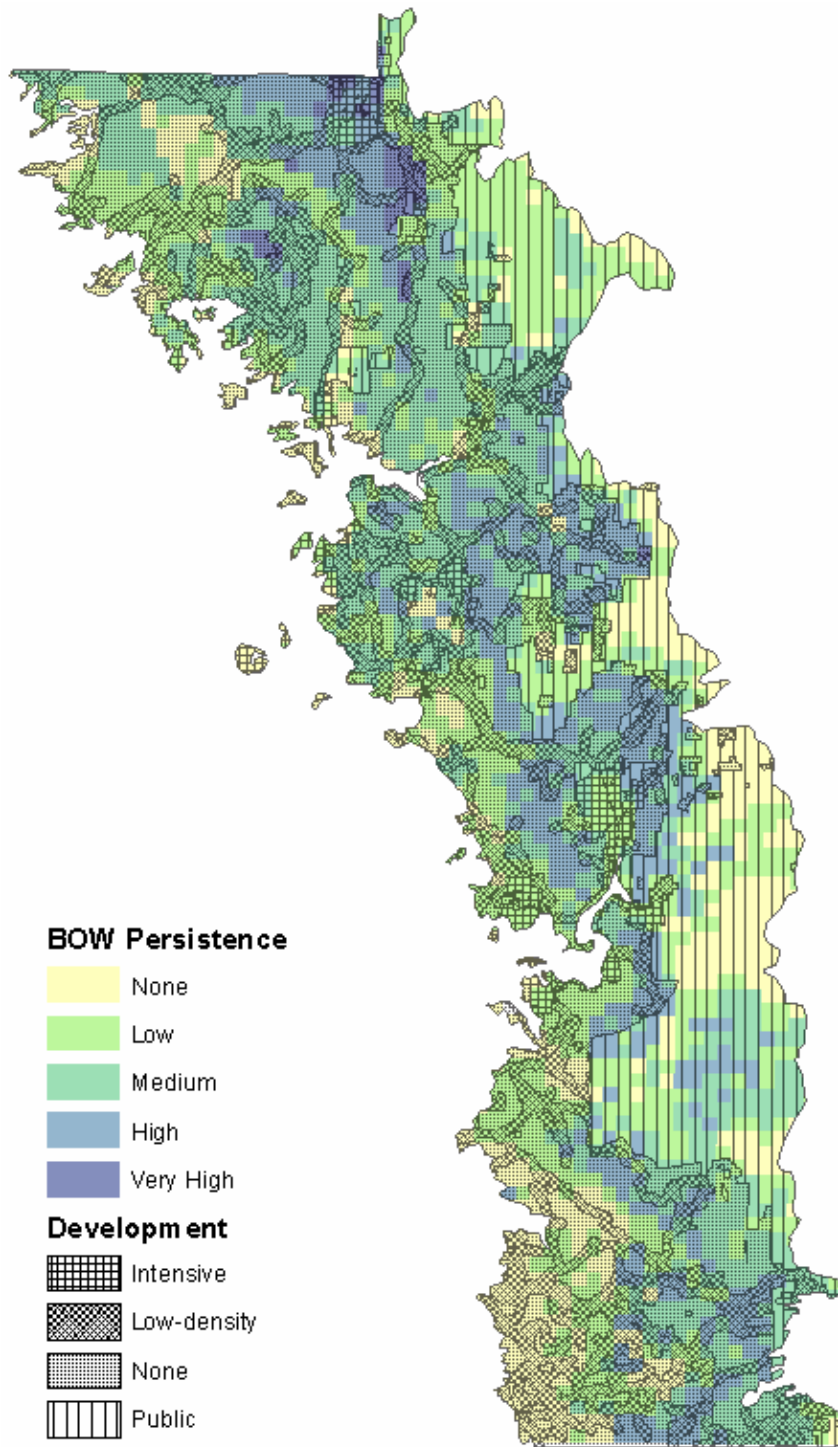 BOW Persistence
None
Low
Medium
High
Very High
Development
Intensive
Low-density
None
Public